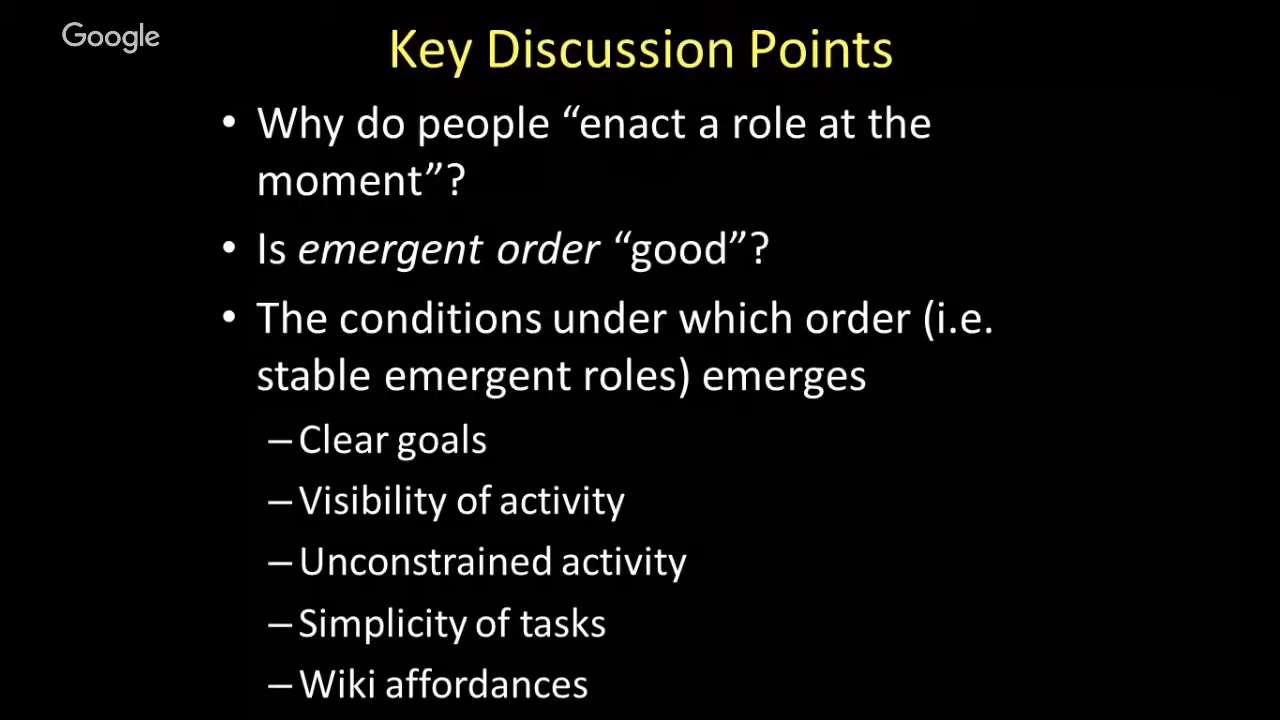 Google
Key Discussion Points
• Why do people “enact a role at the
moment”?
• Is emergent order “good”?
• The conditions under which order (i.e.
stable emergent roles) emerges
–Clear goals
–Visibility of activity
–Unconstrained activity
–Simplicity of tasks
–Wiki affordances